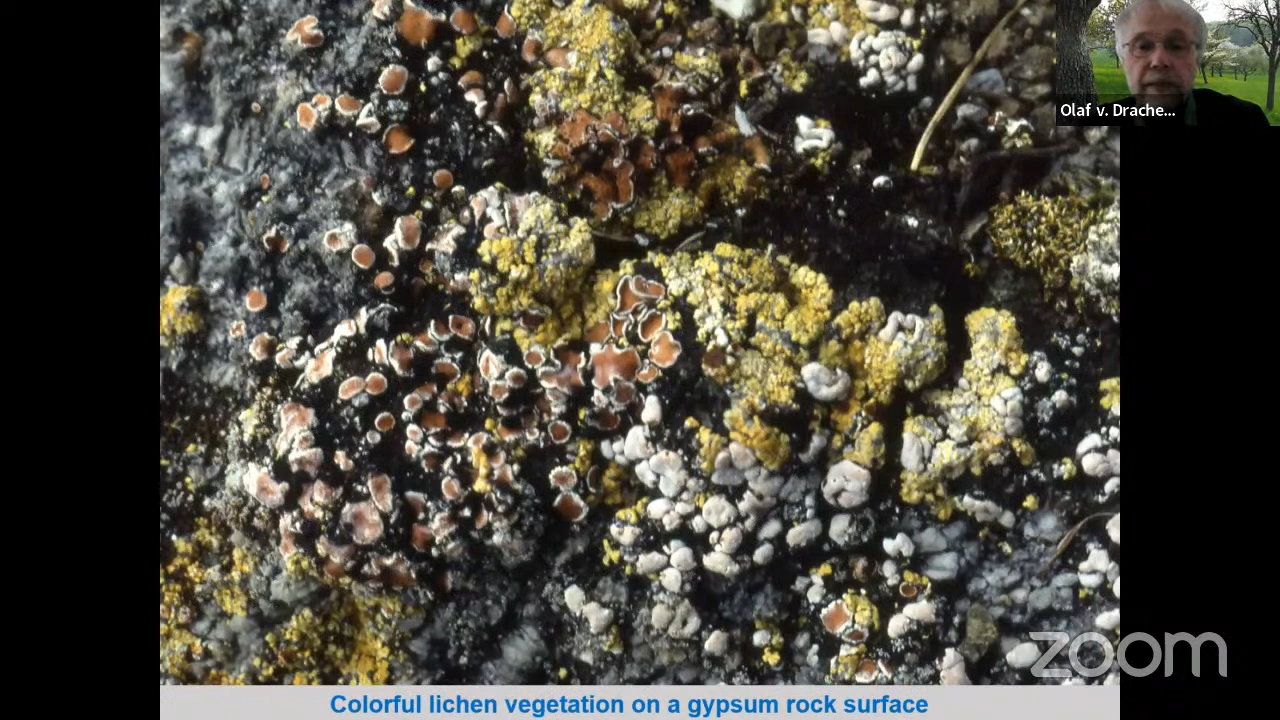 Olaf v. Drache...
zoom
Colorful lichen vegetation on a gypsum rock surface